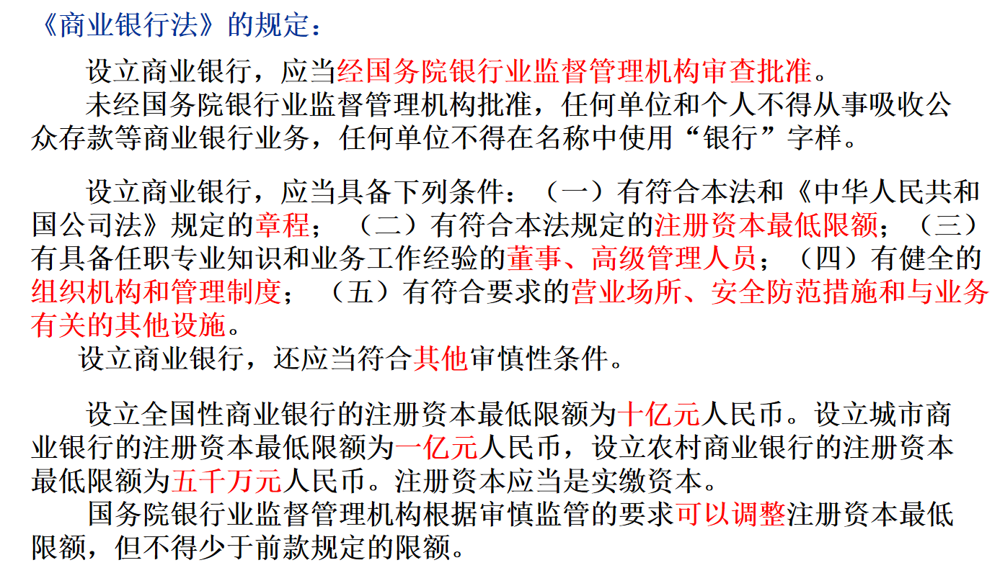 《商业银行法》的规定：
设立商业银行，应当经国务院银行业监督管理机构审查批准。
未经国务院银行业监督管理机构批准，任何单位和个人不得从事吸收公
众存款等商业银行业务，任何单位不得在名称中使用“银行”字样。
设立商业银行，应当具备下列条件：（一）有符合本法和《中华人民共和
国公司法》规定的章程；（二）有符合本法规定的注册资本最低限额；（三）
有具备任职专业知识和业务工作经验的董事、高级管理人员；（四）有健全的
组织机构和管理制度；（五）有符合要求的营业场所、安全防范措施和与业务
有关的其他设施。
设立商业银行，还应当符合其他审慎性条件。
设立全国性商业银行的注册资本最低限额为十亿元人民币。设立城市商
业银行的注册资本最低限额为一亿元人民币，设立农村商业银行的注册资本
最低限额为五千万元人民币。注册资本应当是实缴资本。
国务院银行业监督管理机构根据审慎监管的要求可以调整注册资本最低
限额，但不得少于前款规定的限额。